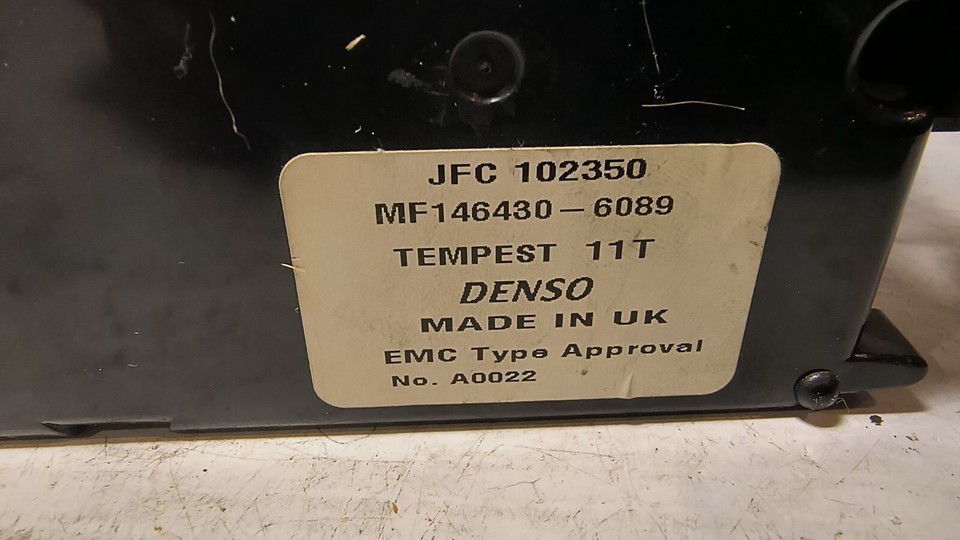 JFC 102350
MF146430-6089
TEMPEST 11T
DENSO
MADE IN UK
EMC Type Approval
No. A0022